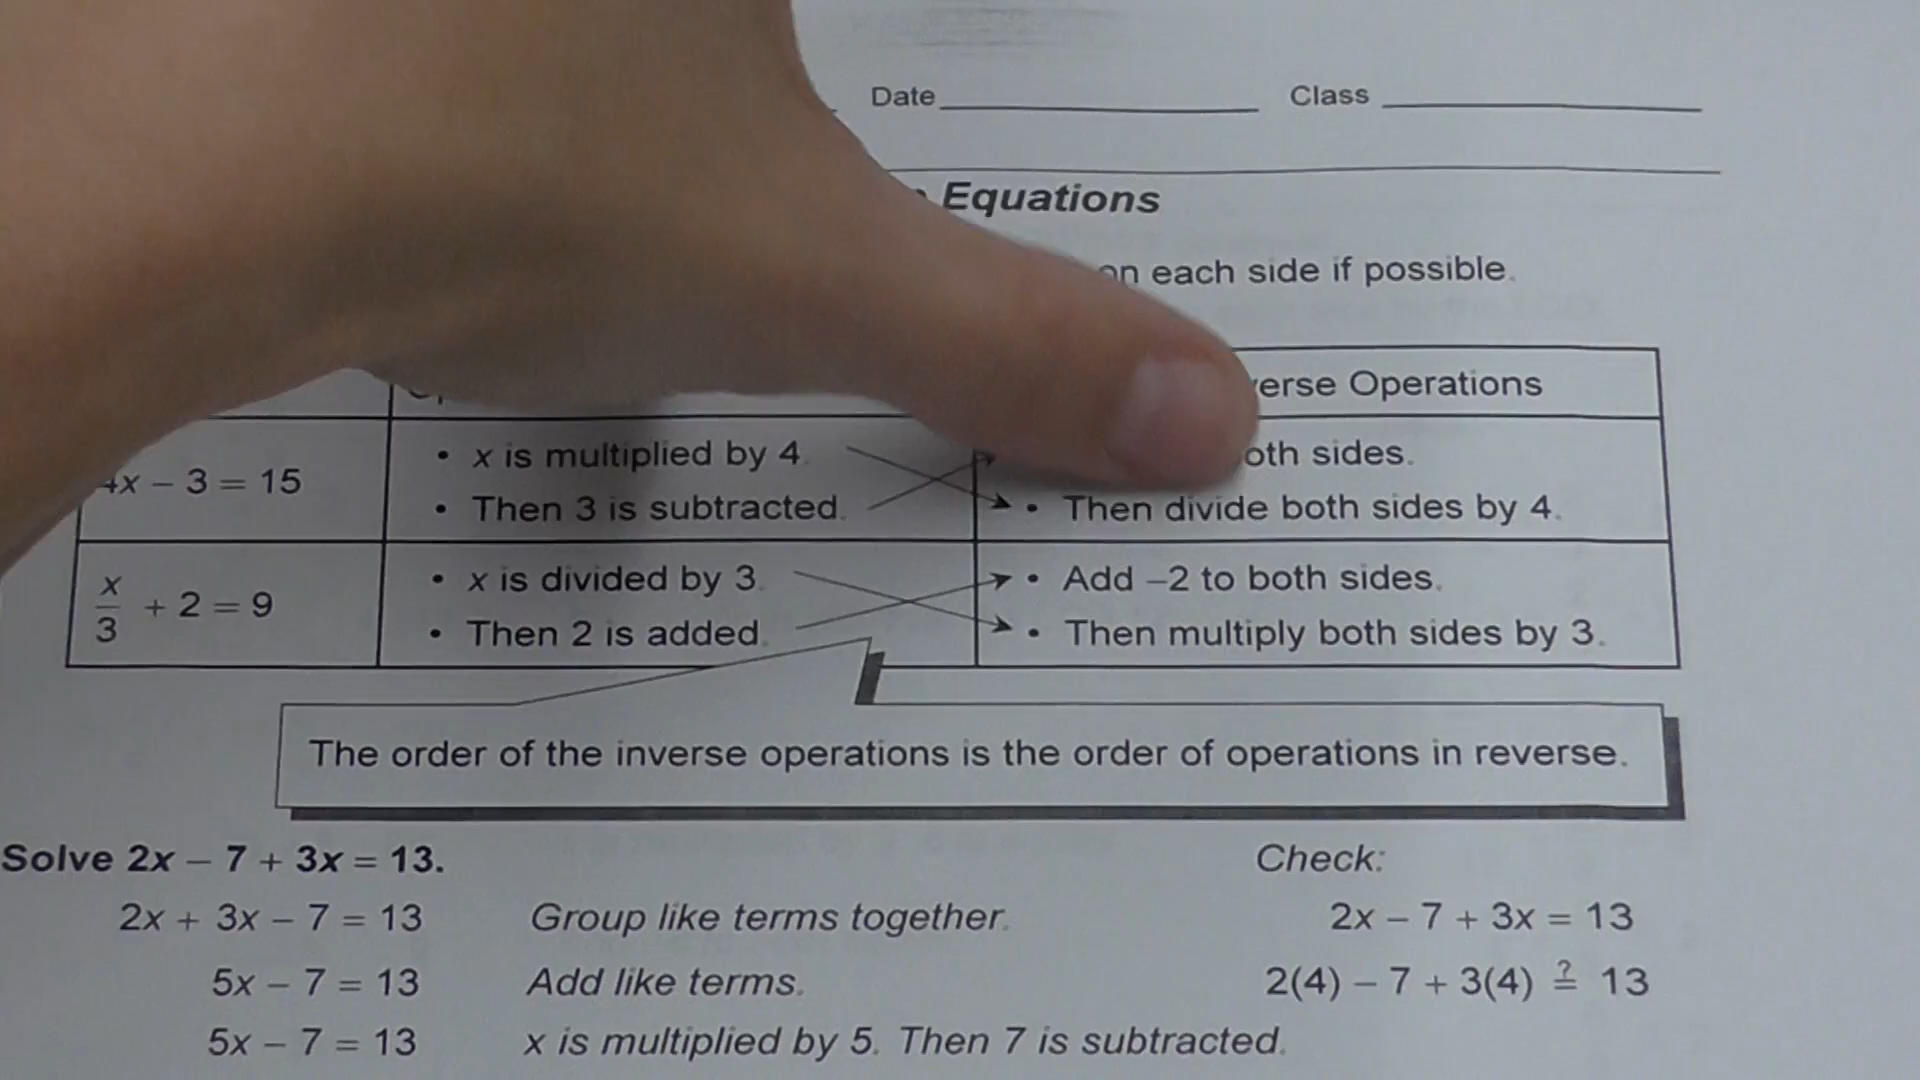 Date Class
Equations
on each side if possible.
Operations
x is multiplied by 4.
sides.
4x – 3 = 15
• Then 3 is subtracted.
• Then divide both sides by 4.
• x is divided by 3.
• Add –2 to both sides.
x/3 + 2 = 9
• Then 2 is added.
• Then multiply both sides by 3.
The order of the inverse operations is the order of operations in reverse.
Solve 2x – 7 + 3x = 13.
Check:
2x + 3x – 7 = 13 Group like terms together. 2x – 7 + 3x = 13
5x – 7 = 13 Add like terms. 2(4) – 7 + 3(4) ≟ 13
5x – 7 = 13 x is multiplied by 5. Then 7 is subtracted.